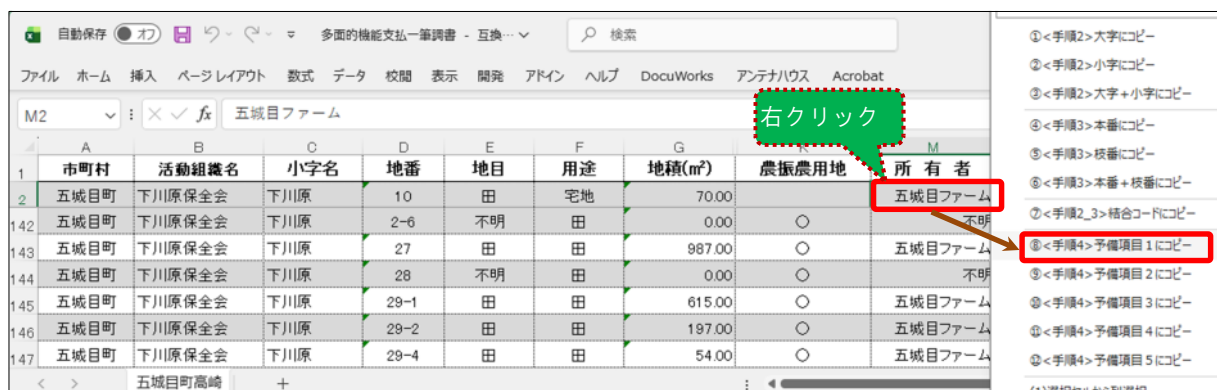 自動保存 オフ 多面的機能支払一筆調書 - 互換… 検索
ファイル ホーム 挿入 ページ レイアウト 数式 データ 校閲 表示 開発 アドイン ヘルプ DocuWorks アンテナハウス Acrobat
M2 fx 五城目ファーム
右クリック
A B C D E F G K M
1 市町村 活動組織名 小字名 地番 地目 用途 地積(㎡) 農振農用地 所 有 者
2 五城目町 下川原保全会 下川原 10 田 宅地 70.00 五城目ファーム
142 五城目町 下川原保全会 下川原 2-6 不明 田 0.00 〇 不明
143 五城目町 下川原保全会 下川原 27 田 田 987.00 〇 五城目ファーム
144 五城目町 下川原保全会 下川原 28 不明 田 0.00 〇 不明
145 五城目町 下川原保全会 下川原 29-1 田 田 615.00 〇 五城目ファーム
146 五城目町 下川原保全会 下川原 29-2 田 田 197.00 〇 五城目ファーム
147 五城目町 下川原保全会 下川原 29-4 田 田 54.00 〇 五城目ファーム
五城目町高崎 +
①<手順2>大字にコピー
②<手順2>小字にコピー
③<手順2>大字+小字にコピー
④<手順3>本番にコピー
⑤<手順3>枝番にコピー
⑥<手順3>本番+枝番にコピー
⑦<手順2_3>結合コードにコピー
⑧<手順4>予備項目1にコピー
⑨<手順4>予備項目2にコピー
⑩<手順4>予備項目3にコピー
⑪<手順4>予備項目4にコピー
⑫<手順4>予備項目5にコピー